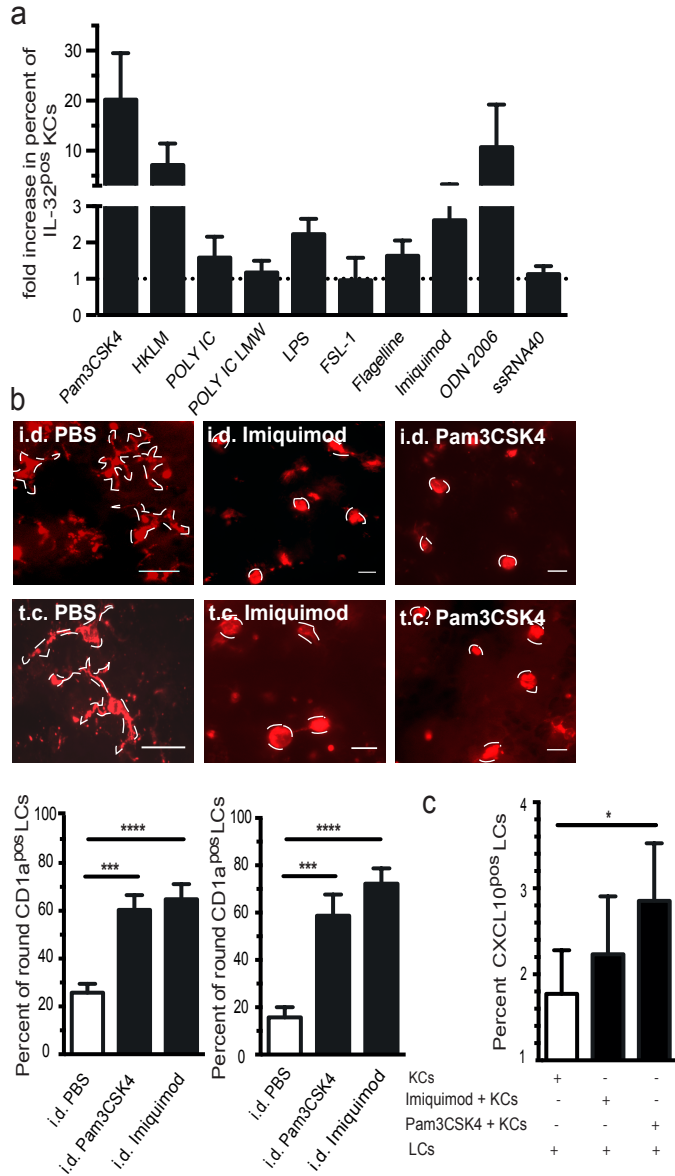 a
fold increase in percent of
IL-32pos KCs
30
20
10
3
2
1
0
Pam3CSK4
HKLM
POLY IC
POLY IC LMW
LPS
FSL-1
Flagelline
Imiquimod
ODN 2006
ssRNA40
b
i.d. PBS
i.d. Imiquimod
i.d. Pam3CSK4
t.c. PBS
t.c. Imiquimod
t.c. Pam3CSK4
Percent of round CD1apos LCs
100
80
60
40
20
0
***
****
i.d. PBS
i.d. Pam3CSK4
i.d. Imiquimod
Percent of round CD1apos LCs
100
80
60
40
20
0
***
****
i.d. PBS
i.d. Pam3CSK4
i.d. Imiquimod
c
Percent CXCL10pos LCs
4
3
2
1
*
KCs + - -
Imiquimod + KCs - + -
Pam3CSK4 + KCs - - +
LCs + + +